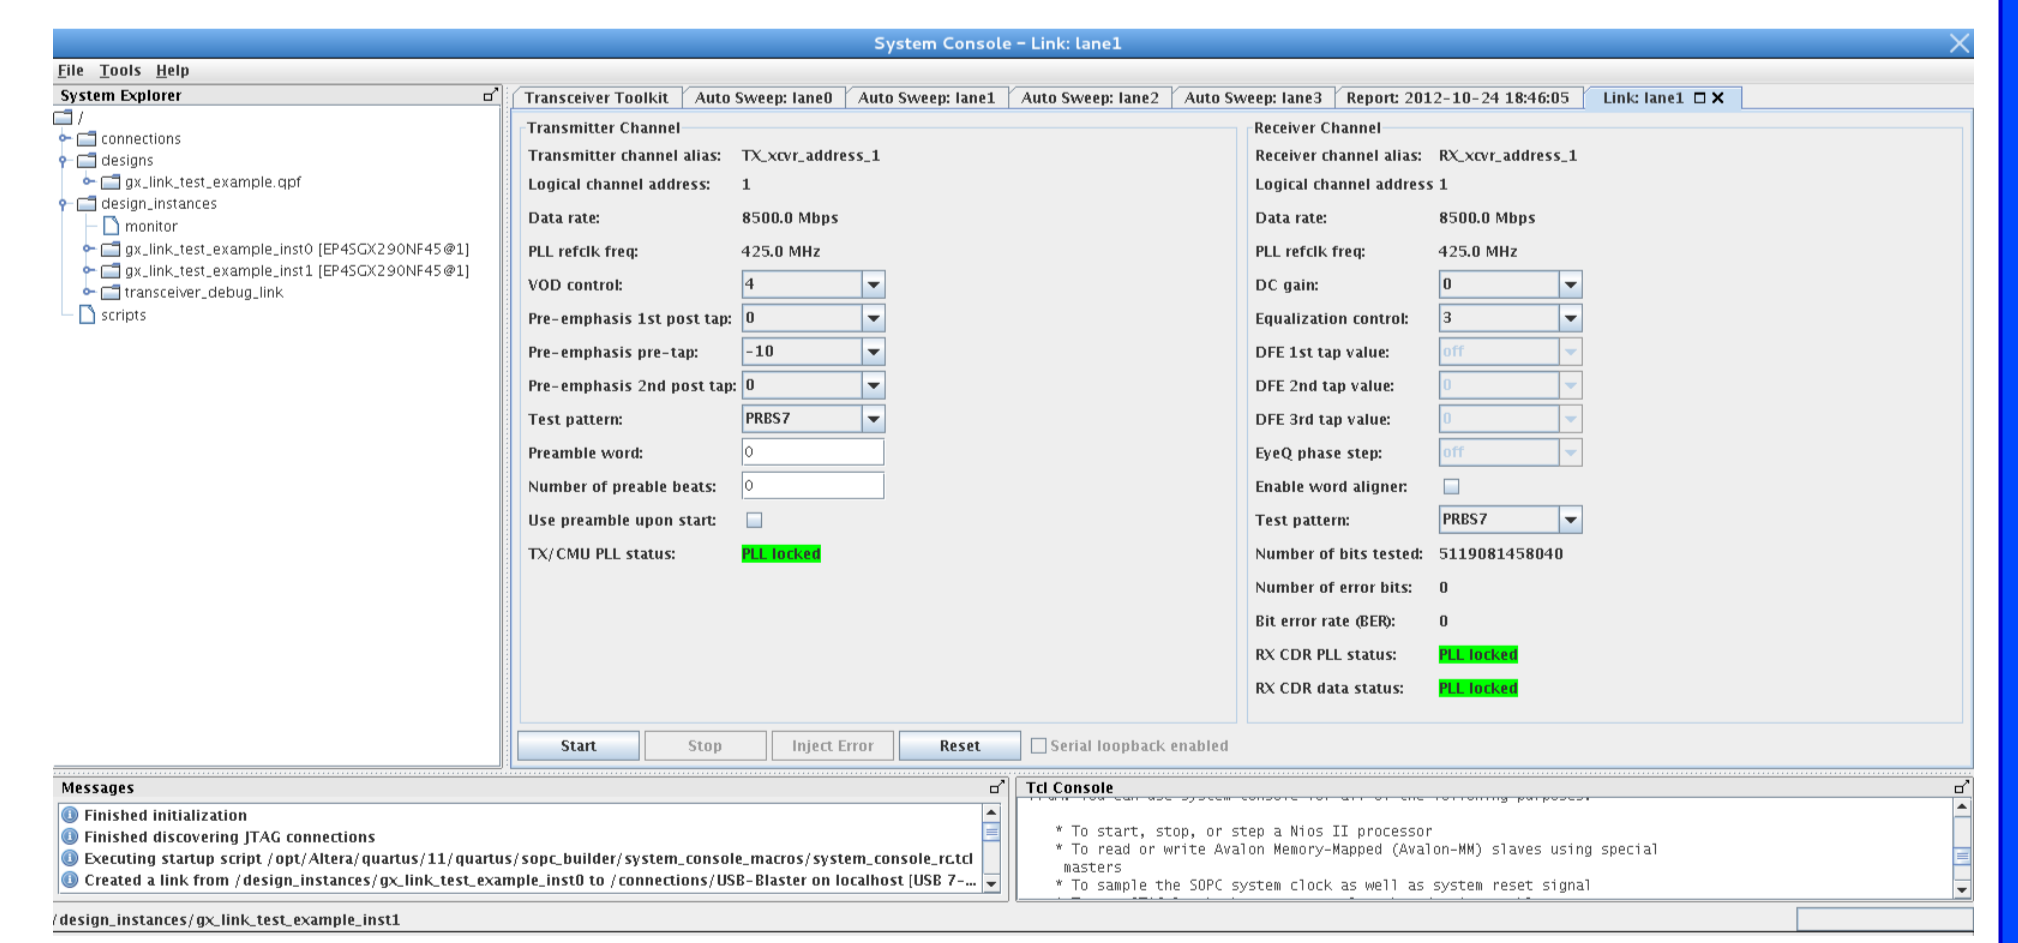 System Console - Link: lane1
File Tools Help
System Explorer
/
connections
designs
gx_link_test_example.qpf
design_instances
monitor
gx_link_test_example_inst0 [EP4SGX290NF45@1]
gx_link_test_example_inst1 [EP4SGX290NF45@1]
transceiver_debug_link
scripts
Transceiver Toolkit Auto Sweep: lane0 Auto Sweep: lane1 Auto Sweep: lane2 Auto Sweep: lane3 Report: 2012-10-24 18:46:05 Link: lane1
Transmitter Channel
Transmitter channel alias: TX_xcvr_address_1
Logical channel address: 1
Data rate: 8500.0 Mbps
PLL refclk freq: 425.0 MHz
VOD control: 4
Pre-emphasis 1st post tap: 0
Pre-emphasis pre-tap: -10
Pre-emphasis 2nd post tap: 0
Test pattern: PRBS7
Preamble word: 0
Number of preable beats: 0
Use preamble upon start:
TX/CMU PLL status: PLL locked
Receiver Channel
Receiver channel alias: RX_xcvr_address_1
Logical channel address 1
Data rate: 8500.0 Mbps
PLL refclk freq: 425.0 MHz
DC gain: 0
Equalization control: 3
DFE 1st tap value: off
DFE 2nd tap value: 0
DFE 3rd tap value: 0
EyeQ phase step: off
Enable word aligner:
Test pattern: PRBS7
Number of bits tested: 5119081458040
Number of error bits: 0
Bit error rate (BER): 0
RX CDR PLL status: PLL locked
RX CDR data status: PLL locked
Start Stop Inject Error Reset Serial loopback enabled
Messages
Finished initialization
Finished discovering JTAG connections
Executing startup script /opt/Altera/quartus/11/quartus/sopc_builder/system_console_macros/system_console_rc.tcl
Created a link from /design_instances/gx_link_test_example_inst0 to /connections/USB-Blaster on localhost [USB 7-...
Tcl Console
* To start, stop, or step a Nios II processor
* To read or write Avalon Memory-Mapped (Avalon-MM) slaves using special
masters
* To sample the SOPC system clock as well as system reset signal
/design_instances/gx_link_test_example_inst1